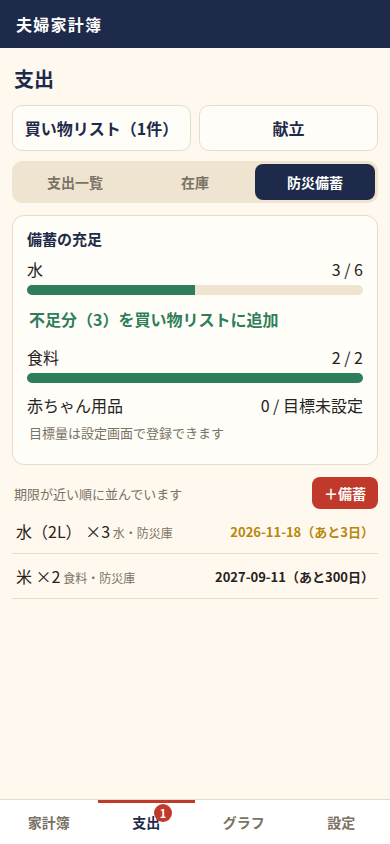 夫婦家計簿
支出
買い物リスト（1件）
献立
支出一覧
在庫
防災備蓄
備蓄の充足
水 3 / 6
不足分（3）を買い物リストに追加
食料 2 / 2
赤ちゃん用品 0 / 目標未設定
目標量は設定画面で登録できます
期限が近い順に並んでいます
＋備蓄
水（2L） ×3 水・防災庫 2026-11-18（あと3日）
米 ×2 食料・防災庫 2027-09-11（あと300日）
家計簿
支出
1
グラフ
設定